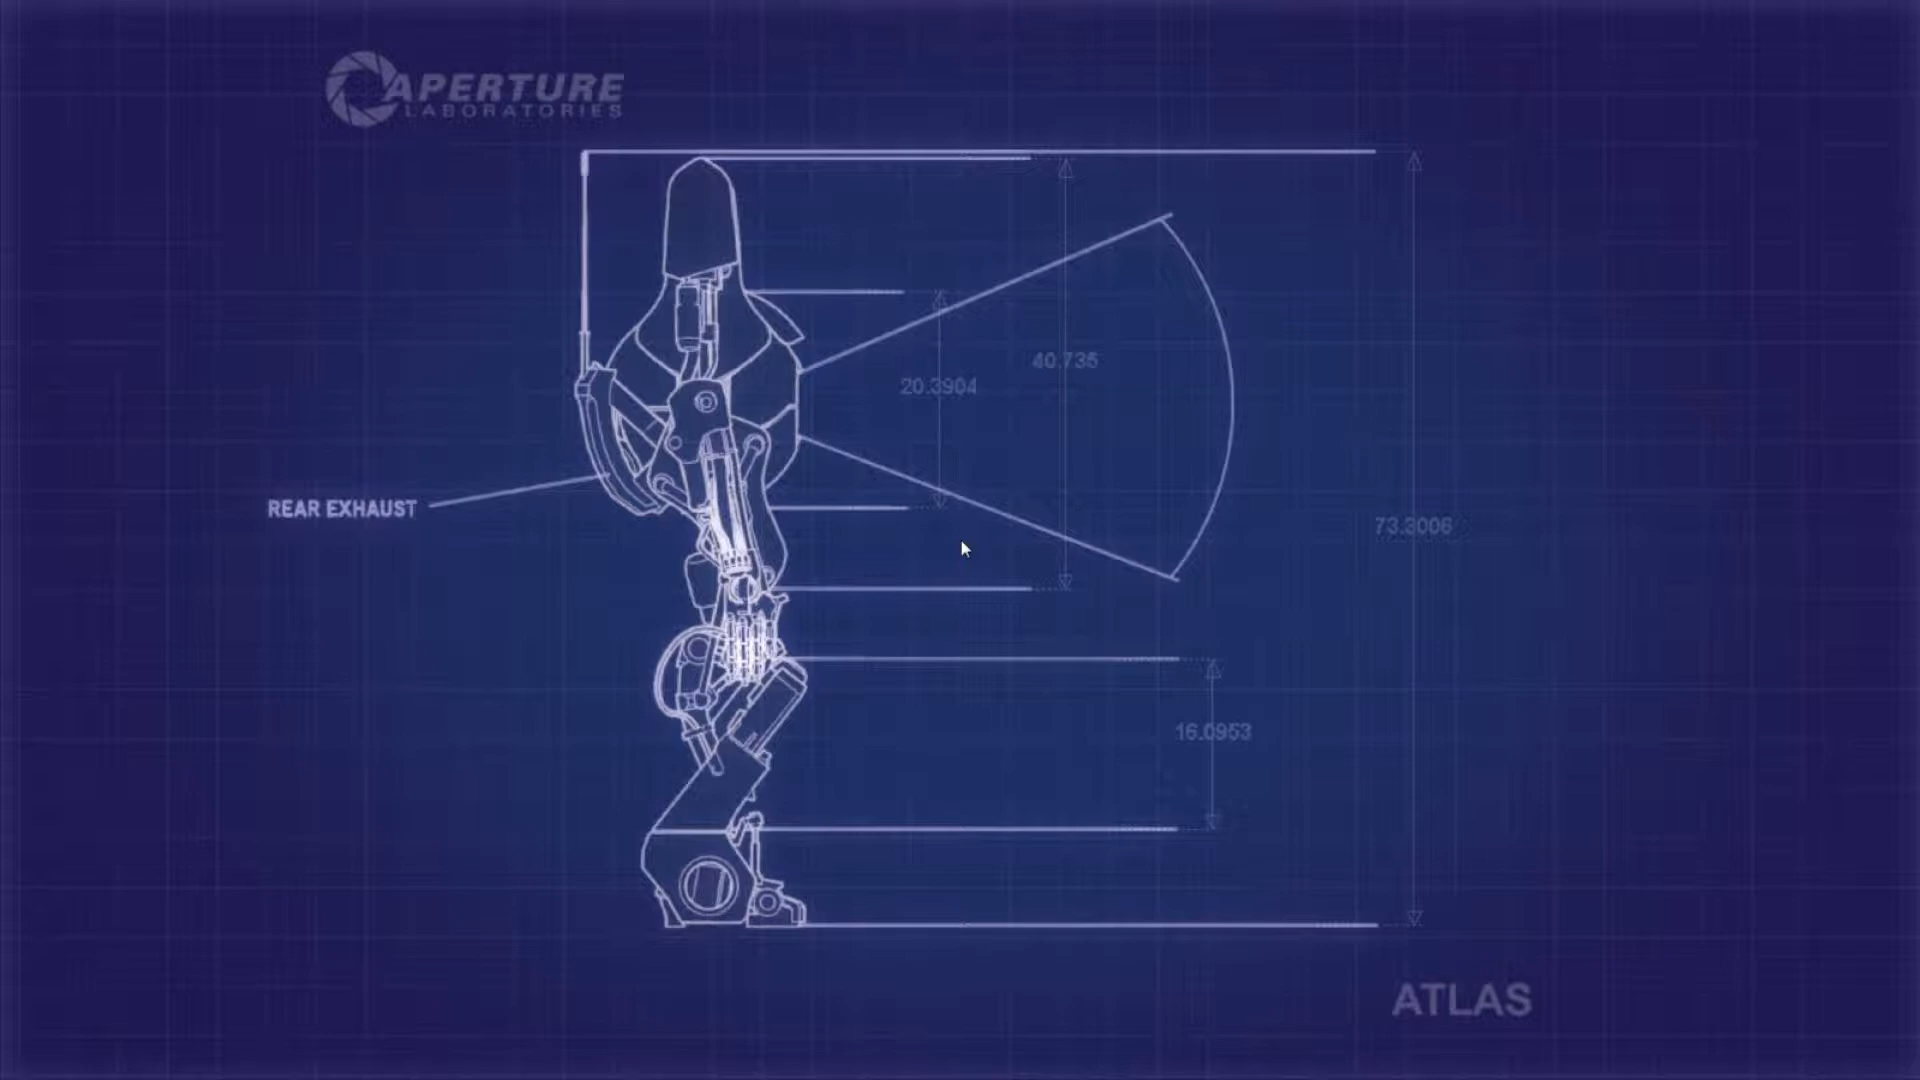 APERTURE
LABORATORIES
40.735
20.3904
REAR EXHAUST
73.3006
16.0953
ATLAS